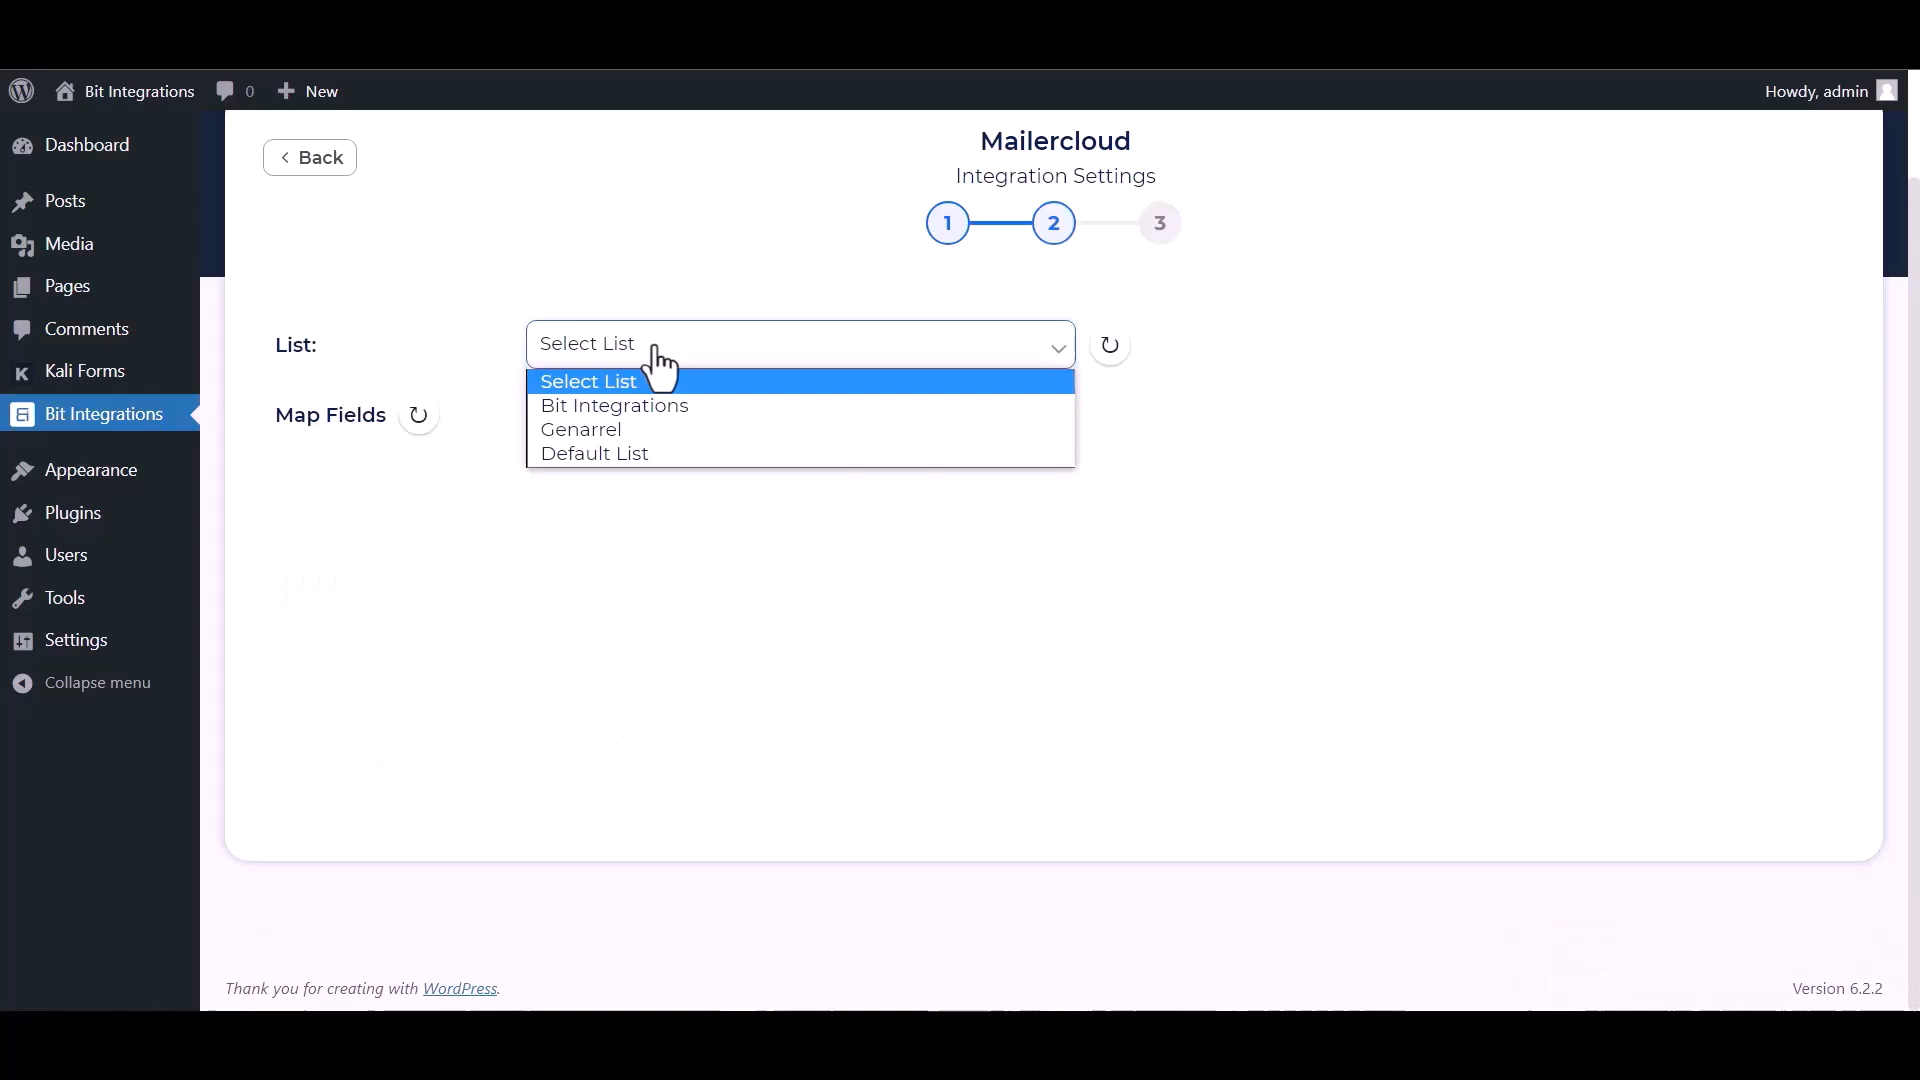 Bit Integrations
0
New
Howdy, admin
Dashboard
Posts
Media
Pages
Comments
Kali Forms
Bit Integrations
Appearance
Plugins
Users
Tools
Settings
Collapse menu
Back
Mailercloud
Integration Settings
1 2 3
List:
Select List
Select List
Bit Integrations
Genarrel
Default List
Map Fields
Thank you for creating with WordPress.
Version 6.2.2